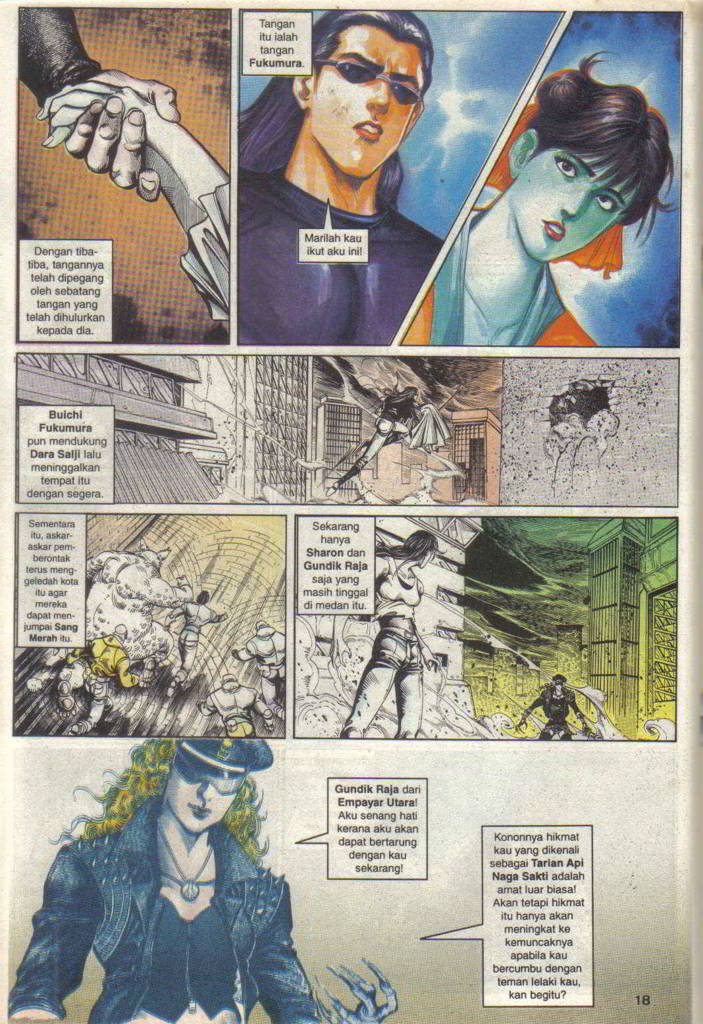 Tangan
itu ialah
tangan
Fukumura.
Marilah kau
ikut aku ini!
Dengan tiba-
tiba, tangannya
telah dipegang
oleh sebatang
tangan yang
telah dihulurkan
kepada dia.
Buichi
Fukumura
pun mendukung
Dara Salji lalu
meninggalkan
tempat itu
dengan segera.
Sementara
itu, askar-
askar pem-
berontak
terus meng-
geledah kota
itu agar
mereka
dapat men-
jumpai Sang
Merah itu.
Sekarang
hanya
Sharon dan
Gundik Raja
saja yang
masih tinggal
di medan itu.
Gundik Raja dari
Empayar Utara!
Aku senang hati
kerana aku akan
dapat bertarung
dengan kau
sekarang!
Kononnya hikmat
kau yang dikenali
sebagai Tarian Api
Naga Sakti adalah
amat luar biasa!
Akan tetapi hikmat
itu hanya akan
meningkat ke
kemuncaknya
apabila kau
bercumbu dengan
teman lelaki kau,
kan begitu?
18